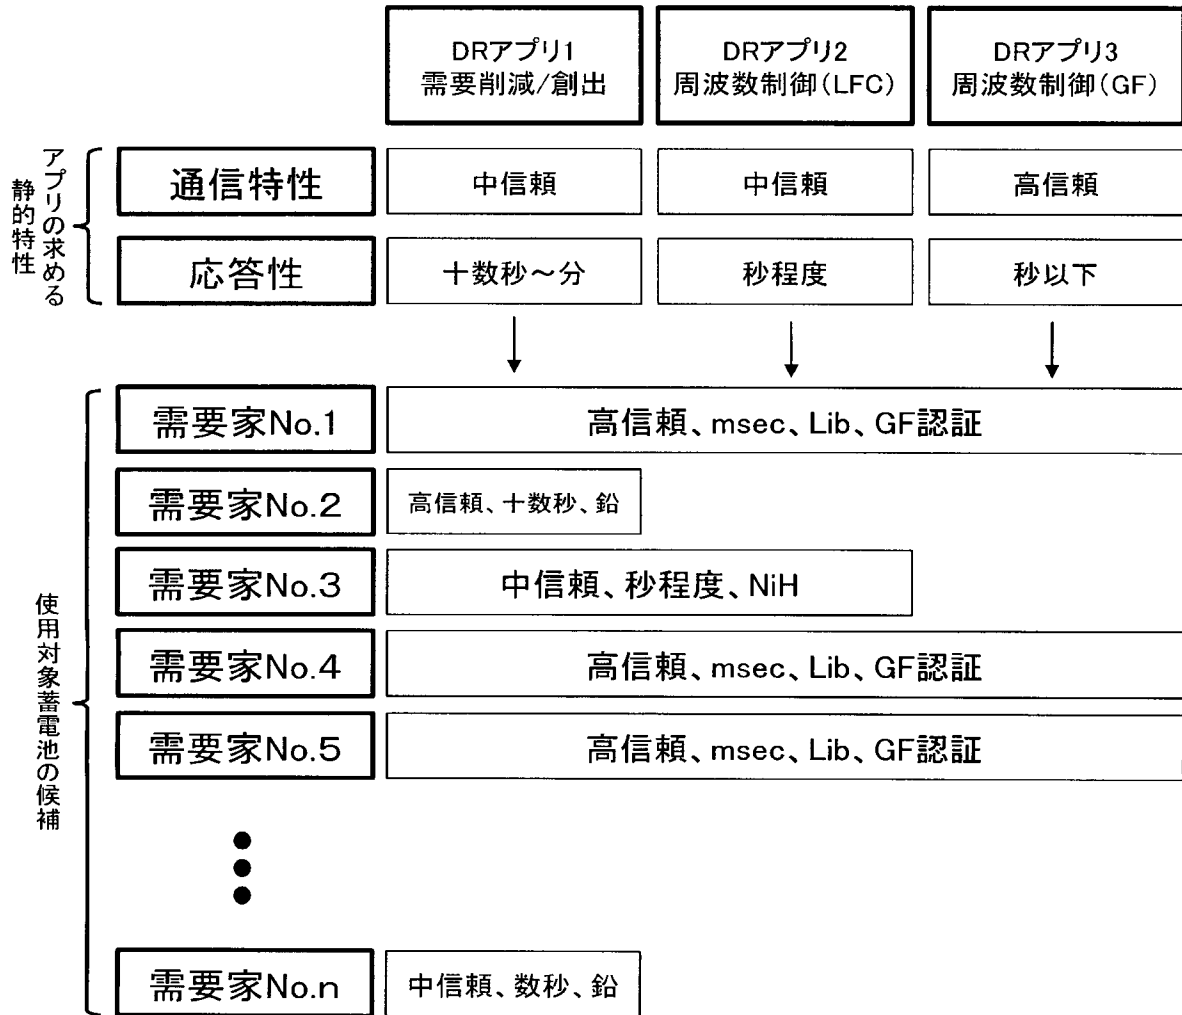 DRアプリ1
需要削減/創出
DRアプリ2
周波数制御(LFC)
DRアプリ3
周波数制御(GF)
アプリの求める
静的特性
通信特性
中信頼
中信頼
高信頼
応答性
十数秒～分
秒程度
秒以下
使用対象蓄電池の候補
需要家No.1
高信頼、msec、Lib、GF認証
需要家No.2
高信頼、十数秒、鉛
需要家No.3
中信頼、秒程度、NiH
需要家No.4
高信頼、msec、Lib、GF認証
需要家No.5
高信頼、msec、Lib、GF認証
需要家No.n
中信頼、数秒、鉛